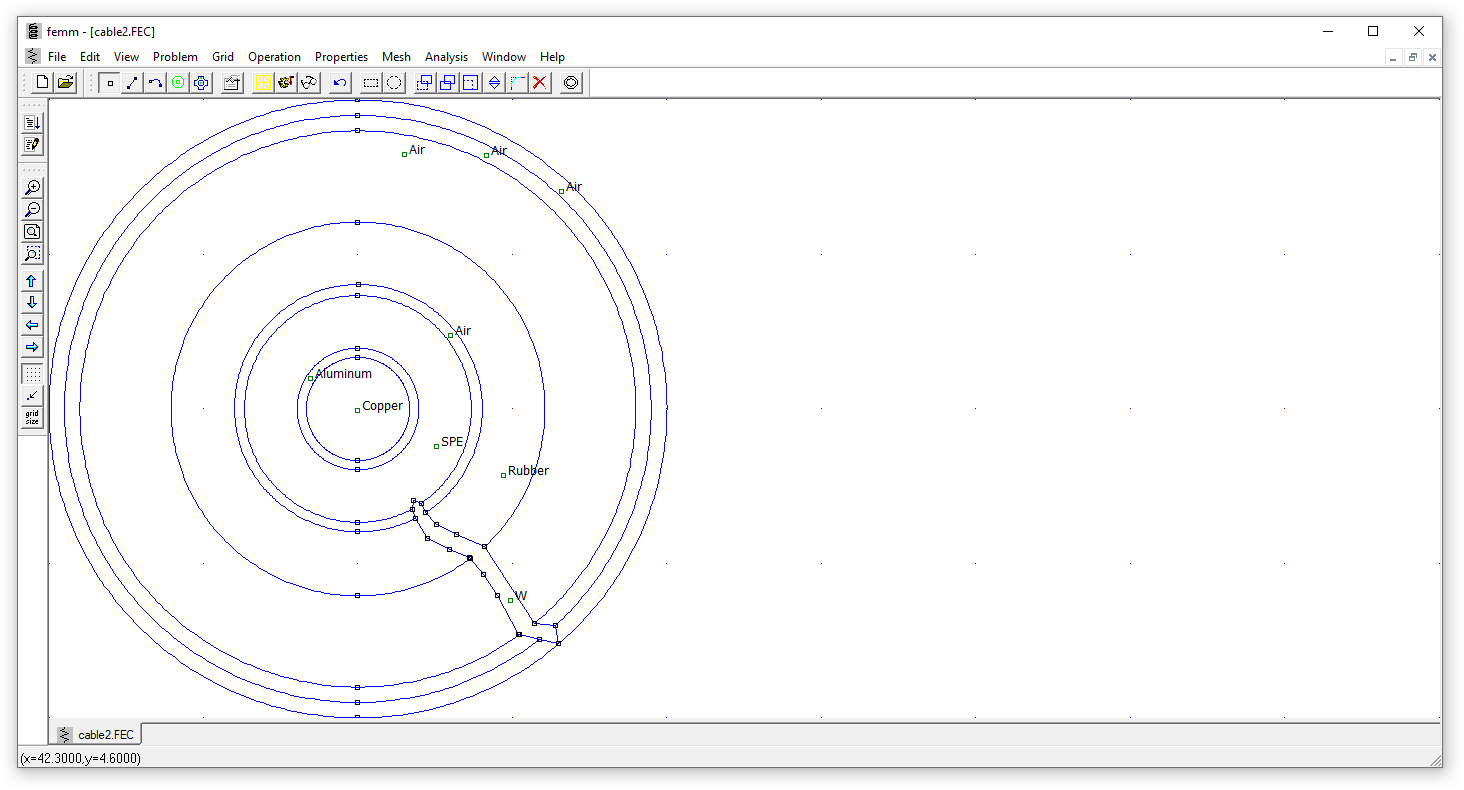 femm - [cable2.FEC]
File Edit View Problem Grid Operation Properties Mesh Analysis Window Help
Air
Air
Air
Air
Aluminum
Copper
grid
size
SPE
Rubber
W
cable2.FEC
(x=42.3000,y=4.6000)